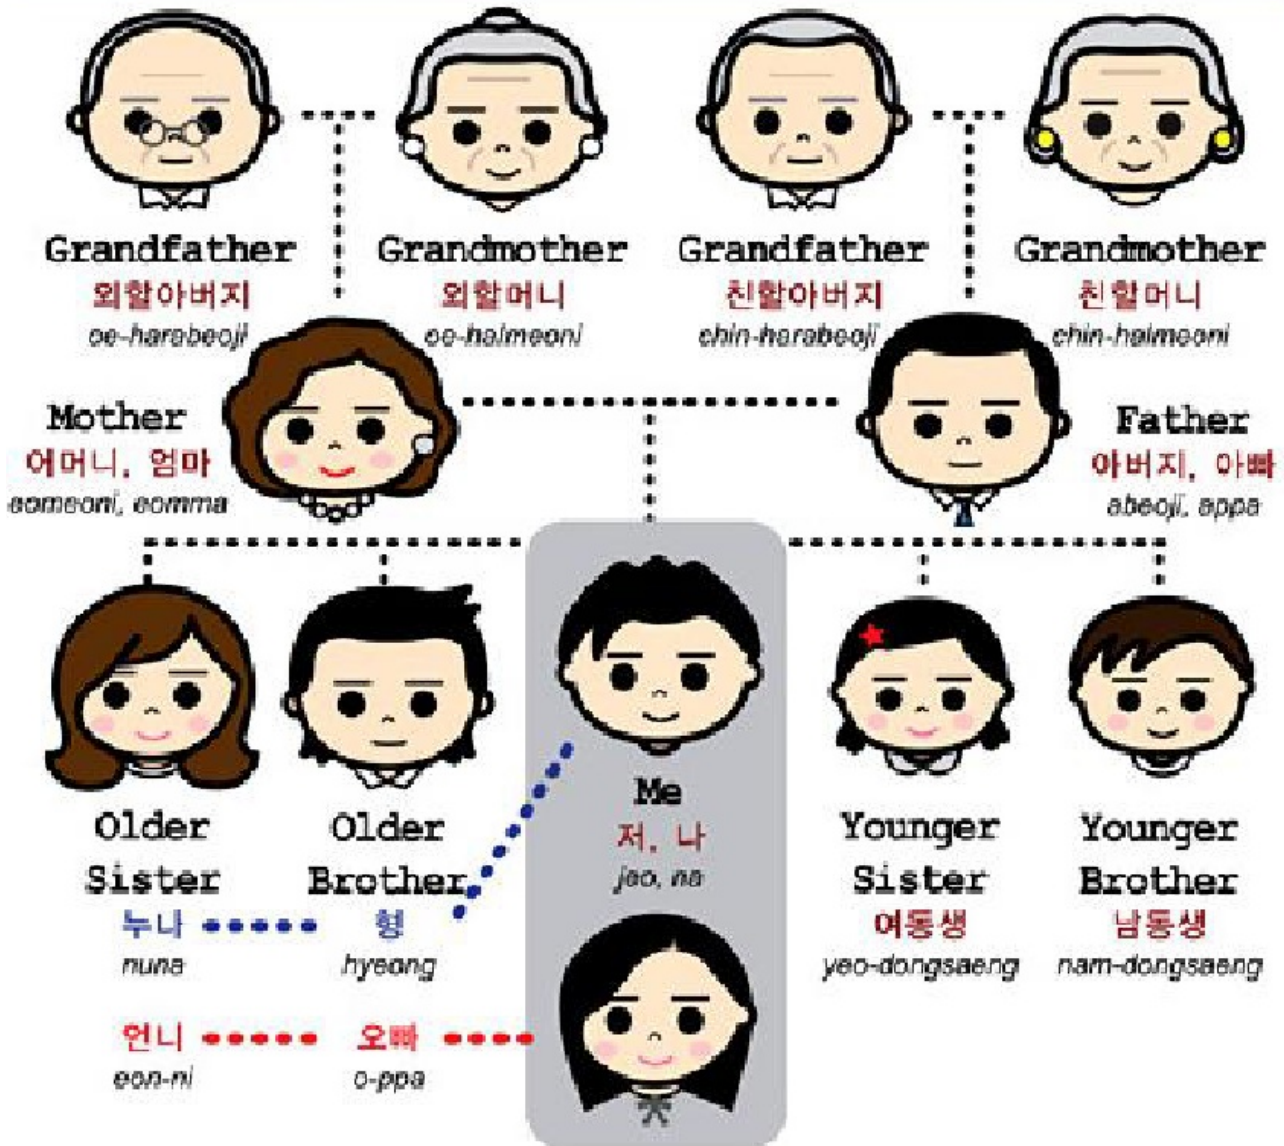 Grandfather Grandmother Grandfather Grandmother
외할아버지 외할머니 친할아버지 친할머니
oe-harabeoji oe-halmeoni chin-harabeoji chin-halmeoni
Mother Father
어머니, 엄마 아버지, 아빠
eomeoni, eomma abeoji, appa
Older Sister
누나
nuna
언니
eon-ni
Older Brother
형
hyeong
오빠
o-ppa
Me
저, 나
jeo, na
Younger Sister
여동생
yeo-dongsaeng
Younger Brother
남동생
nam-dongsaeng